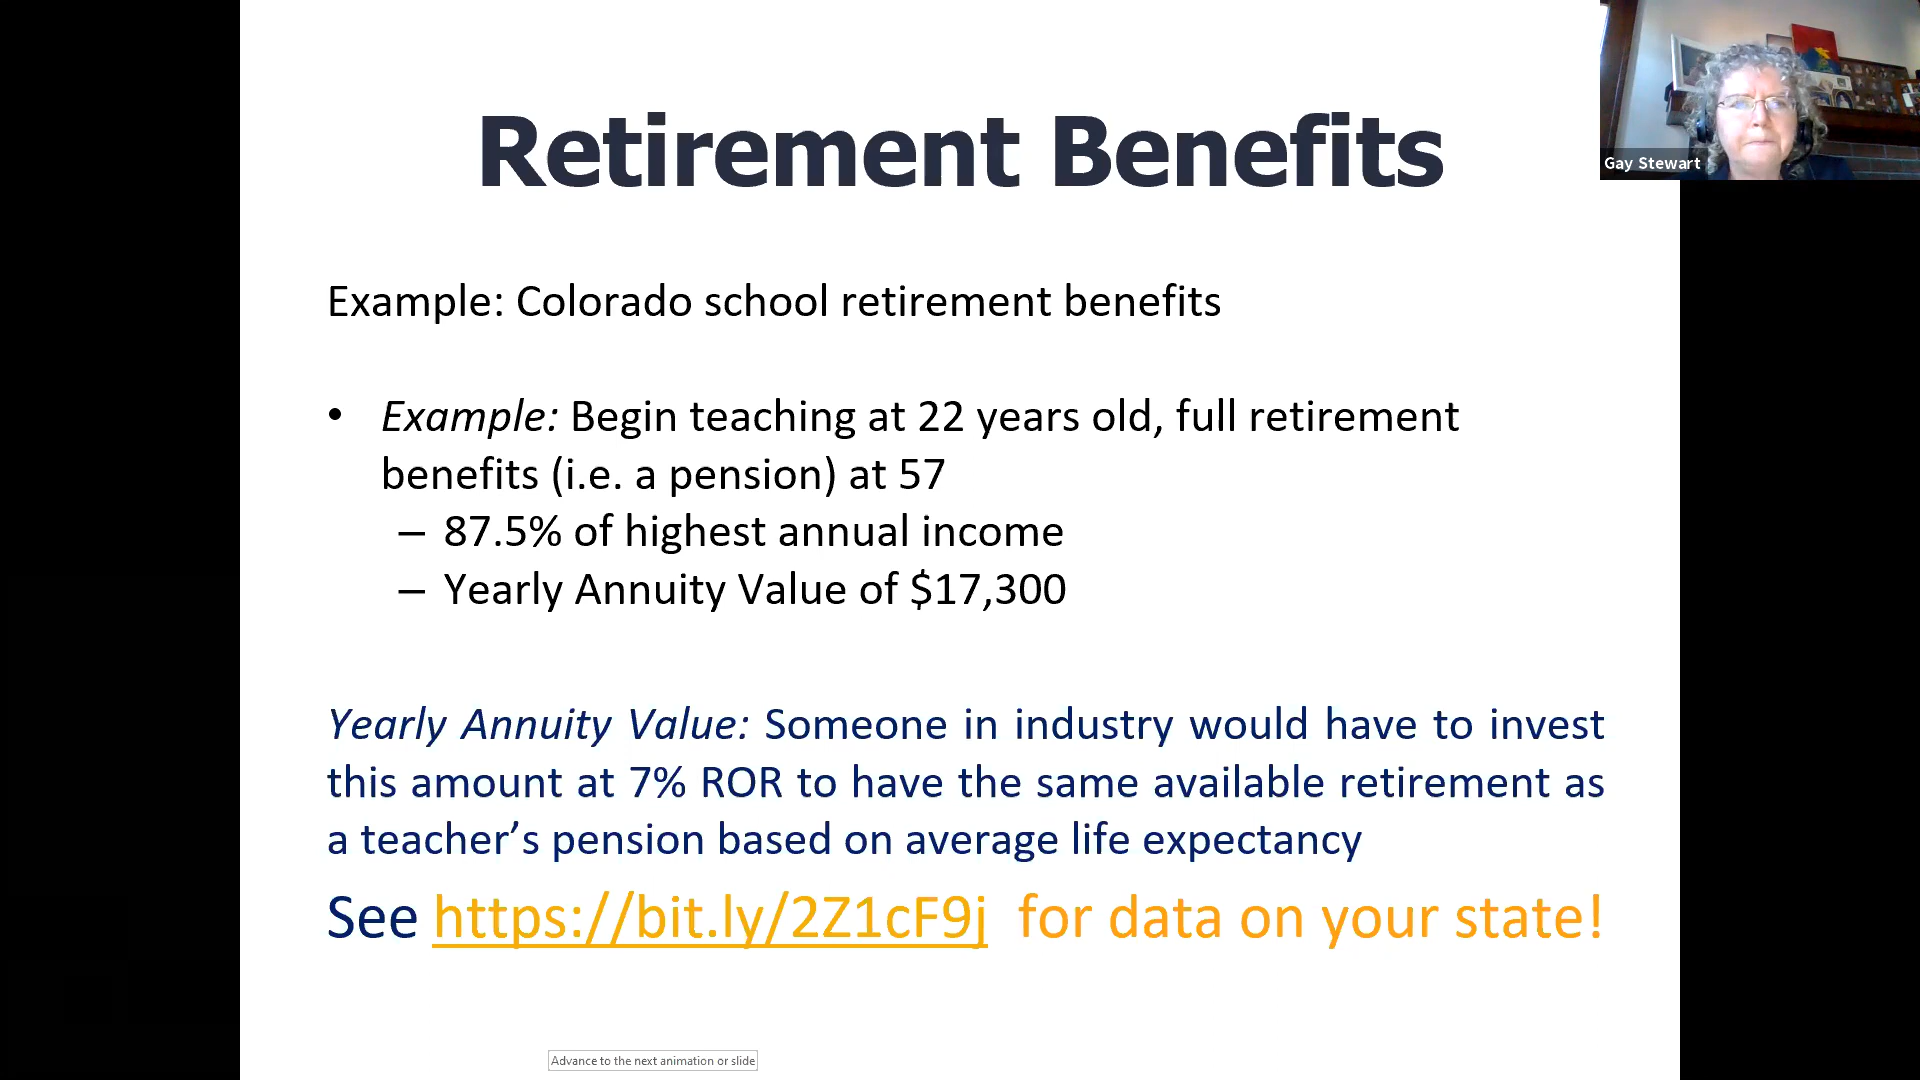 Retirement Benefits
Gay Stewart
Example: Colorado school retirement benefits
• Example: Begin teaching at 22 years old, full retirement
benefits (i.e. a pension) at 57
– 87.5% of highest annual income
– Yearly Annuity Value of $17,300
Yearly Annuity Value: Someone in industry would have to invest
this amount at 7% ROR to have the same available retirement as
a teacher’s pension based on average life expectancy
See https://bit.ly/2Z1cF9j for data on your state!
Advance to the next animation or slide